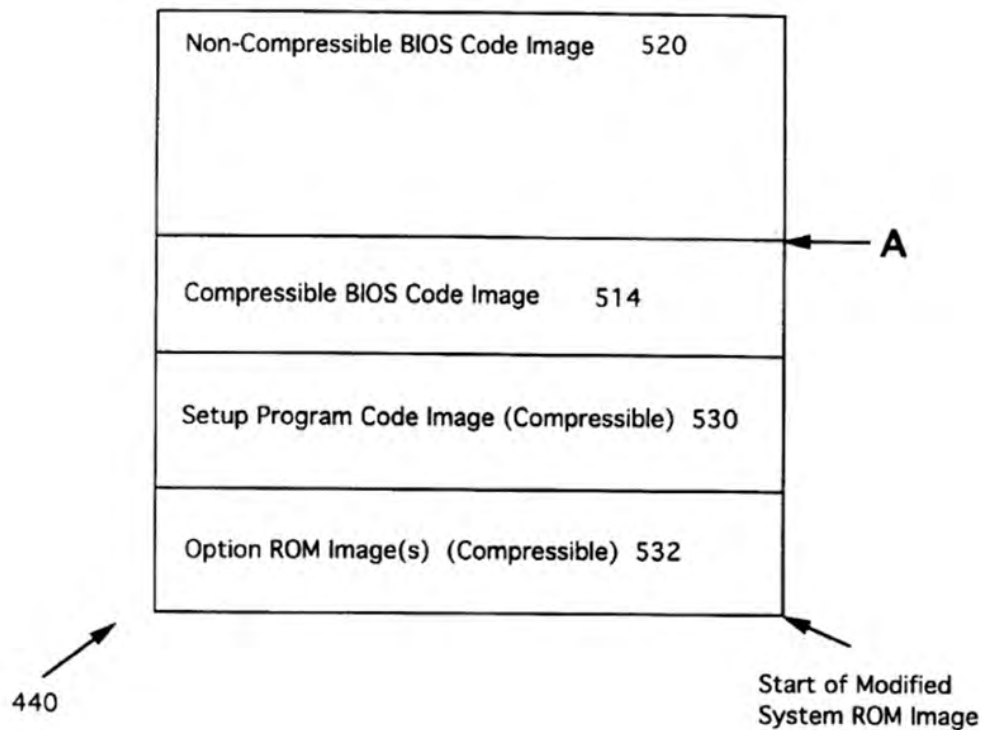 Non-Compressible BIOS Code Image 520
A
Compressible BIOS Code Image 514
Setup Program Code Image (Compressible) 530
Option ROM Image(s) (Compressible) 532
440
Start of Modified
System ROM Image